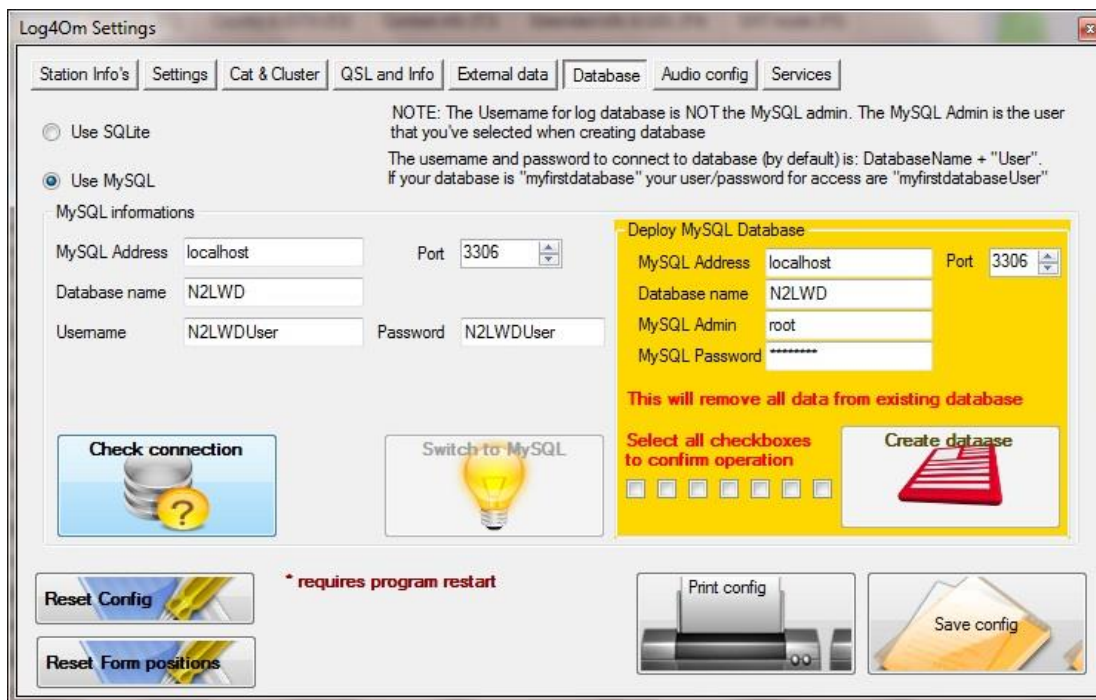 Log4Om Settings
x
Station Info's Settings Cat & Cluster QSL and Info External data Database Audio config Services
Use SQLite
NOTE: The Username for log database is NOT the MySQL admin. The MySQL Admin is the user
that you've selected when creating database
The username and password to connect to database (by default) is: DatabaseName + "User".
If your database is "myfirstdatabase" your user/password for access are "myfirstdatabaseUser"
Use MySQL
MySQL informations
MySQL Address localhost Port 3306
Database name N2LWD
Username N2LWDUser Password N2LWDUser
Deploy MySQL Database
MySQL Address localhost Port 3306
Database name N2LWD
MySQL Admin root
MySQL Password ********
This will remove all data from existing database
Check connection
?
Switch to MySQL
Select all checkboxes
to confirm operation
Create dataase
Reset Config
* requires program restart
Print config
Save config
Reset Form positions